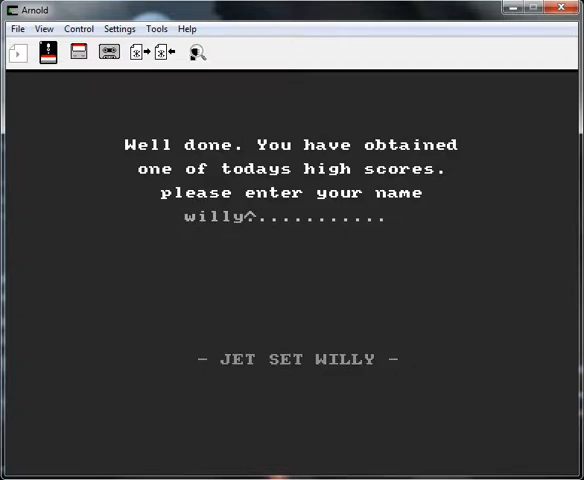 Arnold
File View Control Settings Tools Help
Well done. You have obtained
one of todays high scores.
please enter your name
willy^...........
- JET SET WILLY -